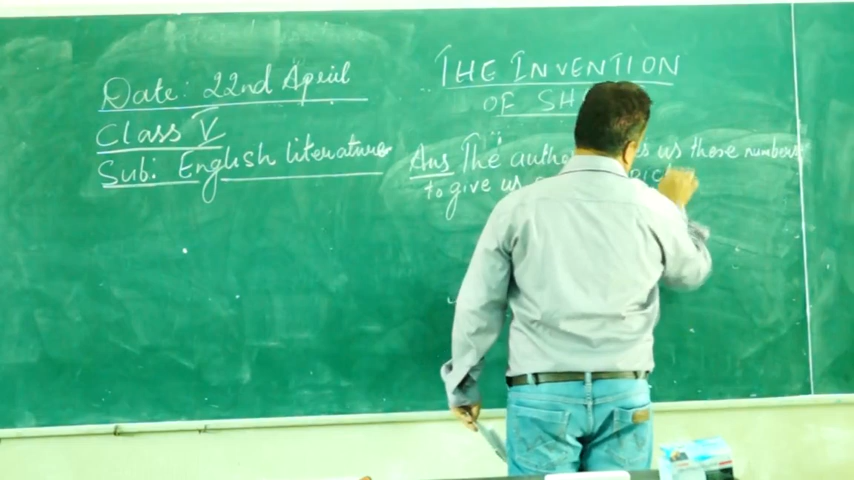 Date: 22nd April
Class V
Sub: English literature
THE INVENTION
OF SH
Ans The autho s us these numbers
to give us